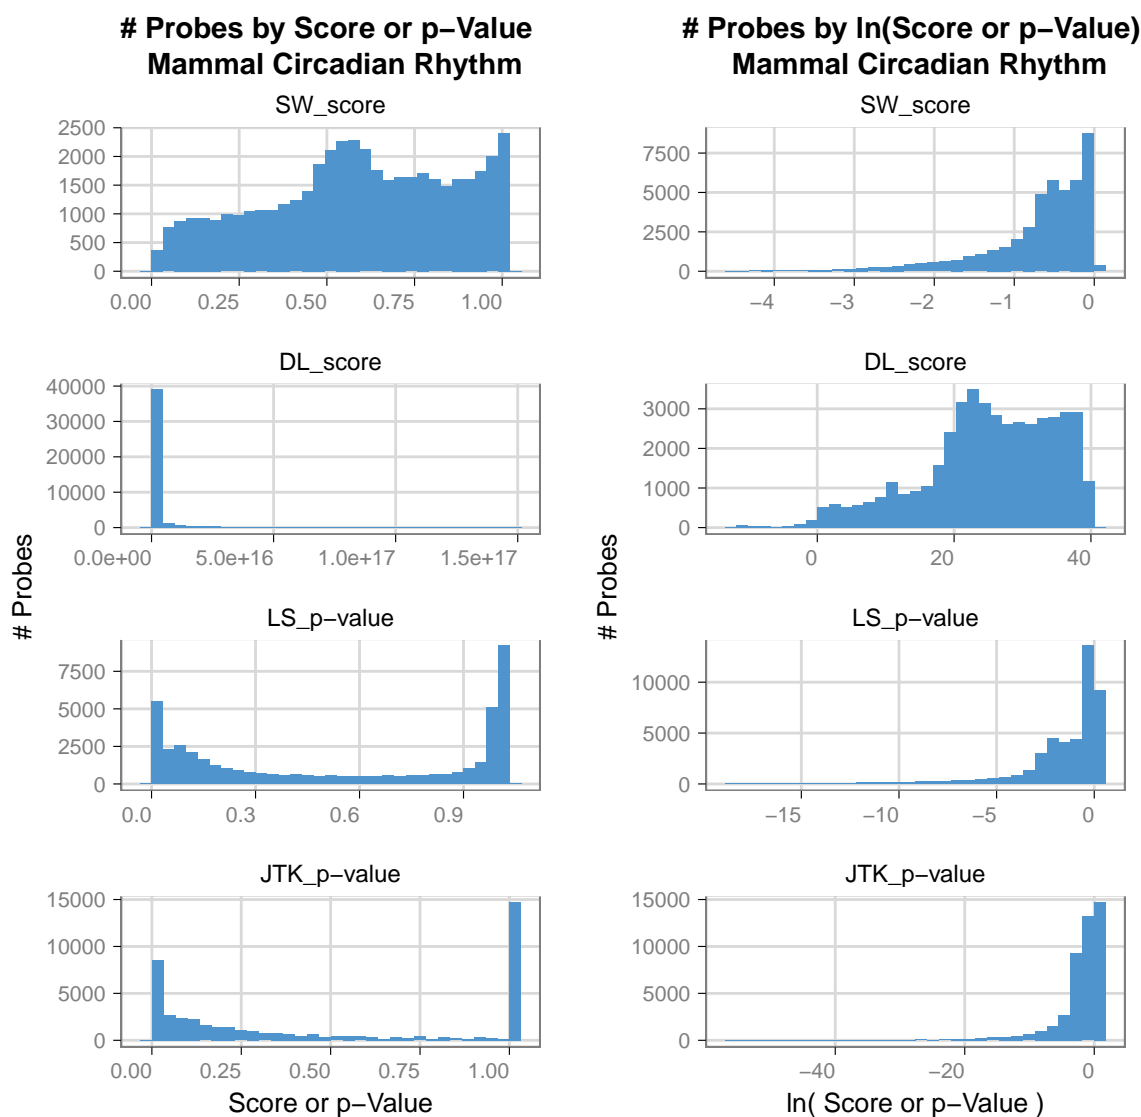 # Probes by Score or p−Value
Mammal Circadian Rhythm
SW_score
2500
2000
1500
1000
500
0
0.00 0.25 0.50 0.75 1.00
DL_score
40000
30000
20000
10000
0
0.0e+00 5.0e+16 1.0e+17 1.5e+17
LS_p−value
7500
5000
2500
0
0.0 0.3 0.6 0.9
JTK_p−value
15000
10000
5000
0
0.00 0.25 0.50 0.75 1.00
# Probes
Score or p−Value
# Probes by ln(Score or p−Value)
Mammal Circadian Rhythm
SW_score
7500
5000
2500
0
−4 −3 −2 −1 0
DL_score
3000
2000
1000
0
0 20 40
LS_p−value
10000
5000
0
−15 −10 −5 0
JTK_p−value
15000
10000
5000
0
−40 −20 0
# Probes
ln( Score or p−Value )